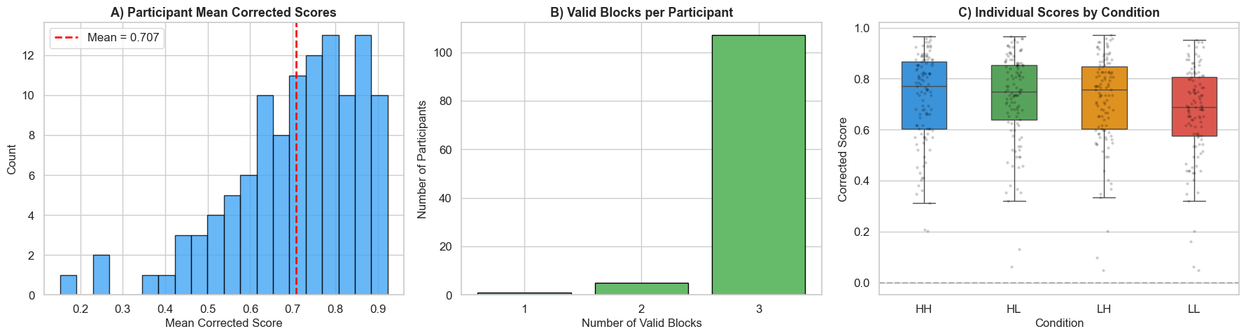 A) Participant Mean Corrected Scores
Mean = 0.707
Count
12
10
8
6
4
2
0
0.2 0.3 0.4 0.5 0.6 0.7 0.8 0.9
Mean Corrected Score
B) Valid Blocks per Participant
Number of Participants
100
80
60
40
20
0
1 2 3
Number of Valid Blocks
C) Individual Scores by Condition
Corrected Score
1.0
0.8
0.6
0.4
0.2
0.0
HH HL LH LL
Condition